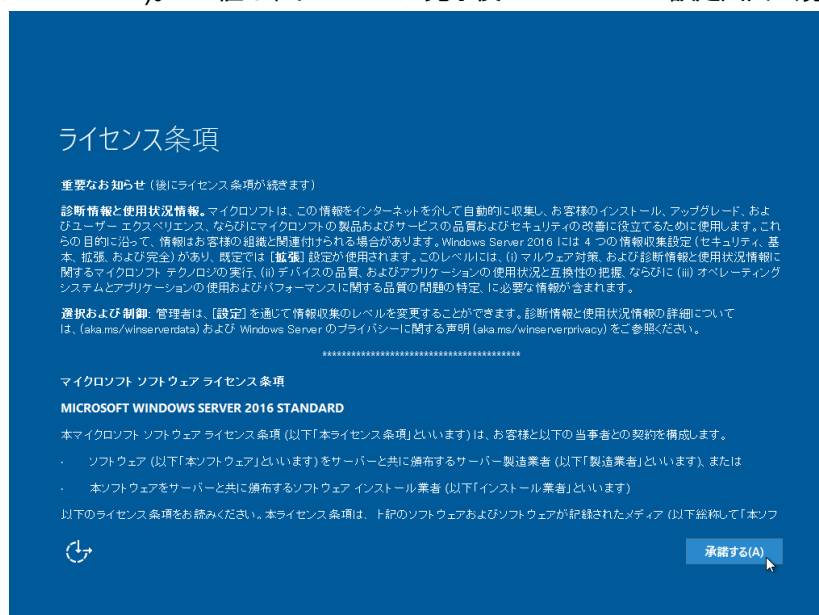 ライセンス条項
重要なお知らせ (後にライセンス条項が続きます)
診断情報と使用状況情報。マイクロソフトは、この情報をインターネットを介して自動的に収集し、お客様のインストール、アップグレード、およ
びユーザー エクスペリエンス、ならびにマイクロソフトの製品およびサービスの品質およびセキュリティの改善に役立てるために使用します。これ
らの目的に沿って、情報はお客様の組織と関連付けられる場合があります。Windows Server 2016 には 4 つの情報収集設定 (セキュリティ、基
本、拡張、および完全) があり、既定では [拡張] 設定が使用されます。このレベルには、(i) マルウェア対策、および診断情報と使用状況情報に
関するマイクロソフト テクノロジの実行、(ii) デバイスの品質、およびアプリケーションの使用状況と互換性の把握、ならびに (iii) オペレーティング
システムとアプリケーションの使用およびパフォーマンスに関する品質の問題の特定、に必要な情報が含まれます。
選択および制御: 管理者は、[設定] を通じて情報収集のレベルを変更することができます。診断情報と使用状況情報の詳細について
は、(aka.ms/winserverdata) および Windows Server のプライバシーに関する声明 (aka.ms/winserverprivacy) をご参照ください。
*****************************************
マイクロソフト ソフトウェア ライセンス条項
MICROSOFT WINDOWS SERVER 2016 STANDARD
本マイクロソフト ソフトウェア ライセンス条項 (以下「本ライセンス条項」といいます) は、お客様と以下の当事者との契約を構成します。
· ソフトウェア (以下「本ソフトウェア」といいます) をサーバーと共に頒布するサーバー製造業者 (以下「製造業者」といいます)、または
· 本ソフトウェアをサーバーと共に頒布するソフトウェア インストール業者 (以下「インストール業者」といいます)
以下のライセンス条項をお読みください。本ライセンス条項は、上記のソフトウェアおよびソフトウェアが記録されたメディア (以下総称して「本ソフ
承諾する(A)